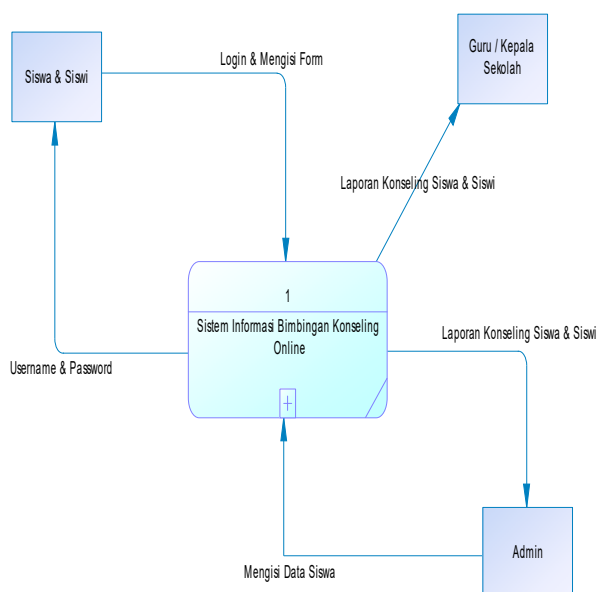 Siswa & Siswi
Login & Mengisi Form
Guru / Kepala
Sekolah
Laporan Konseling Siswa & Siswi
1
Sistem Informasi Bimbingan Konseling
Online
Laporan Konseling Siswa & Siswi
Username & Password
Admin
Mengisi Data Siswa